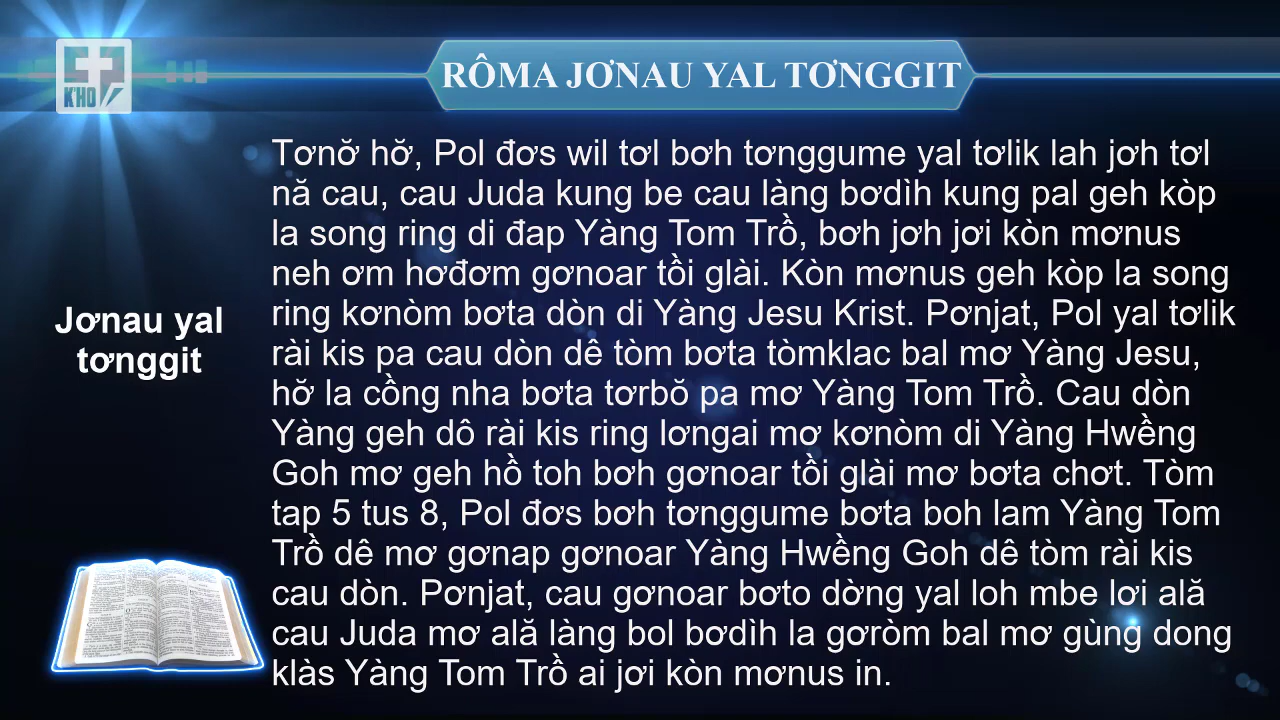 K'HO
RÔMA JƠNAU YAL TƠNGGIT
Jơnau yal
tơnggit
Tơnơ̆ hơ̆, Pol đơs wil tơl bơh tơnggume yal tơlik lah jơh tơl
nă cau, cau Juda kung be cau làng bơdìh kung pal geh kòp
la song ring di đap Yàng Tom Trồ, bơh jơh jơi kòn mơnus
neh ơm hơđơm gơnoar tồi glài. Kòn mơnus geh kòp la song
ring kơnòm bơta dòn di Yàng Jesu Krist. Pơnjat, Pol yal tơlik
rài kis pa cau dòn dê tòm bơta tòmklac bal mơ Yàng Jesu,
hơ̆ la cồng nha bơta tơrbŏ pa mơ Yàng Tom Trồ. Cau dòn
Yàng geh dô rài kis ring lơngai mơ kơnòm di Yàng Hwềng
Goh mơ geh hồ toh bơh gơnoar tồi glài mơ bơta chơt. Tòm
tap 5 tus 8, Pol đơs bơh tơnggume bơta boh lam Yàng Tom
Trồ dê mơ gơnap gơnoar Yàng Hwềng Goh dê tòm rài kis
cau dòn. Pơnjat, cau gơnoar bơto dờng yal loh mbe lơi ală
cau Juda mơ ală làng bol bơdìh la gơròm bal mơ gùng dong
klàs Yàng Tom Trồ ai jơi kòn mơnus in.